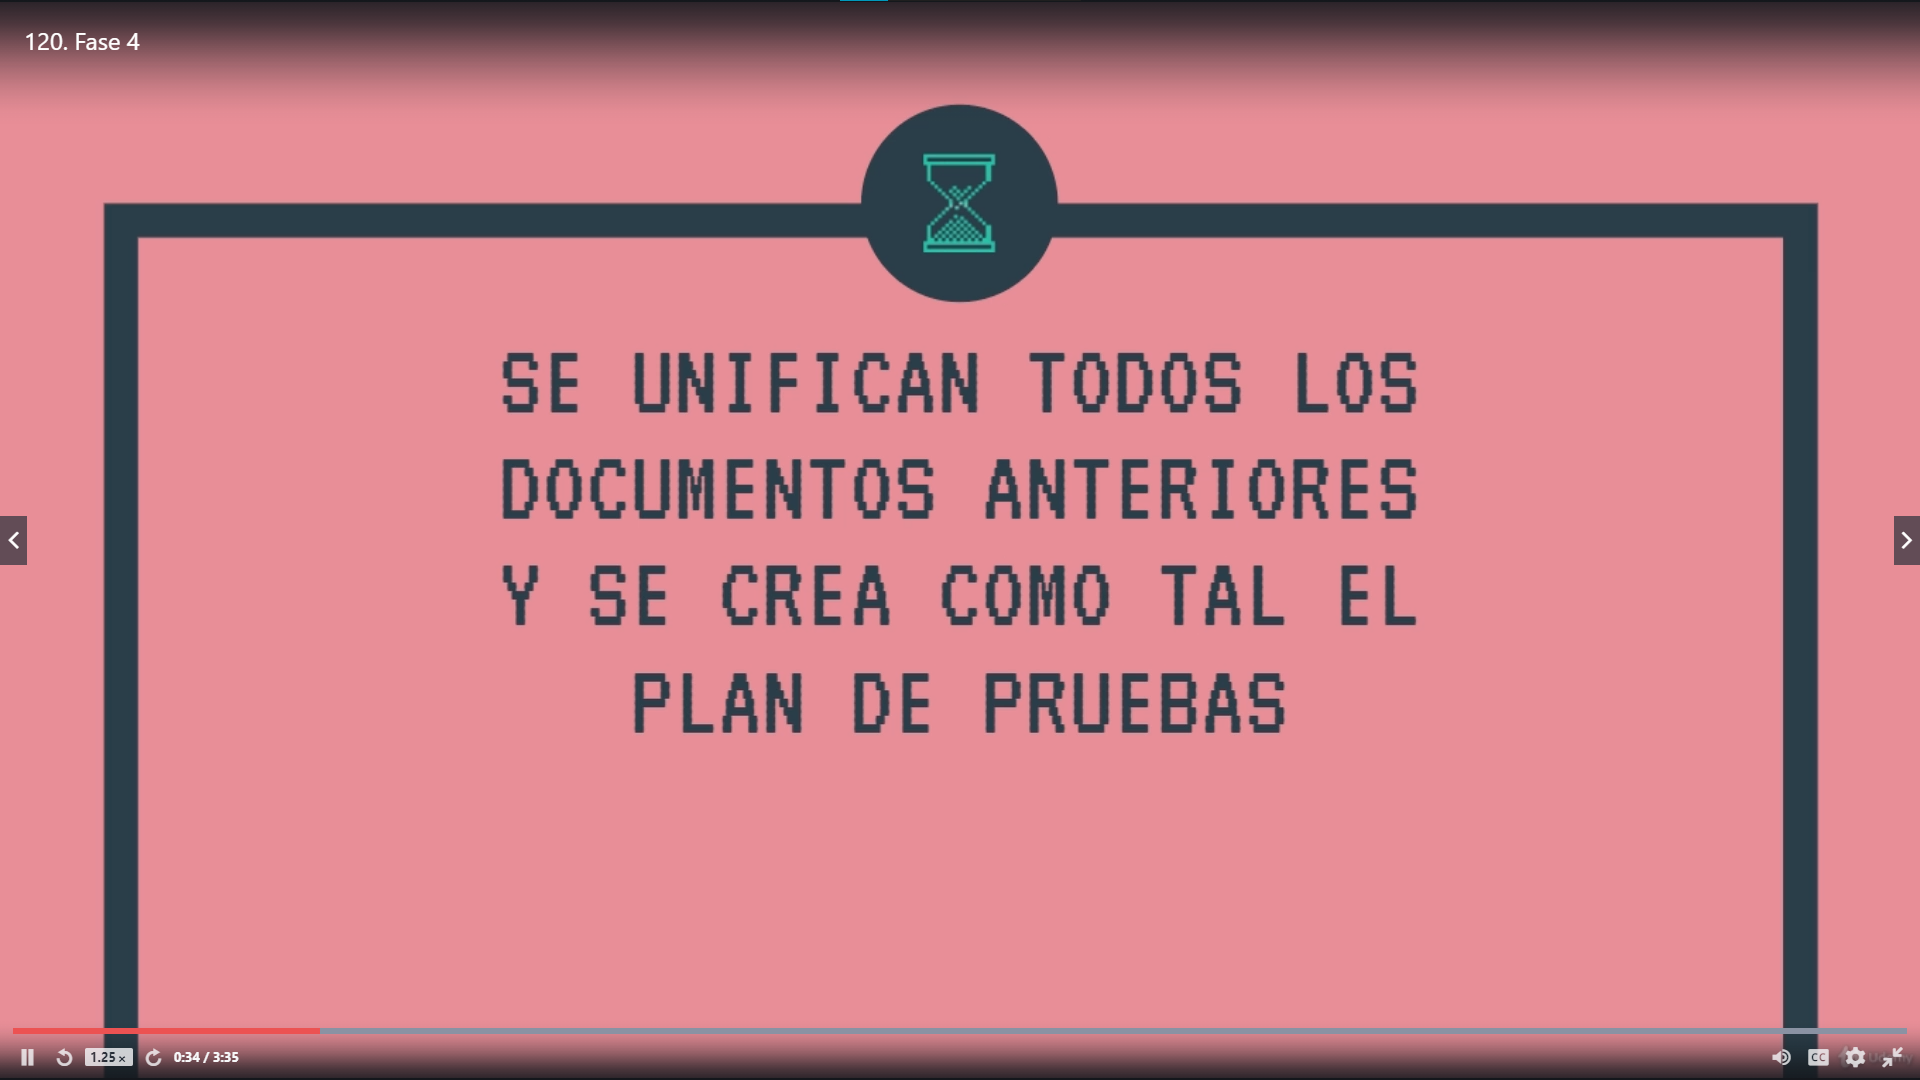 120. Fase 4
SE UNIFICAN TODOS LOS
DOCUMENTOS ANTERIORES
Y SE CREA COMO TAL EL
PLAN DE PRUEBAS
1.25×
0:34 / 3:35
CC